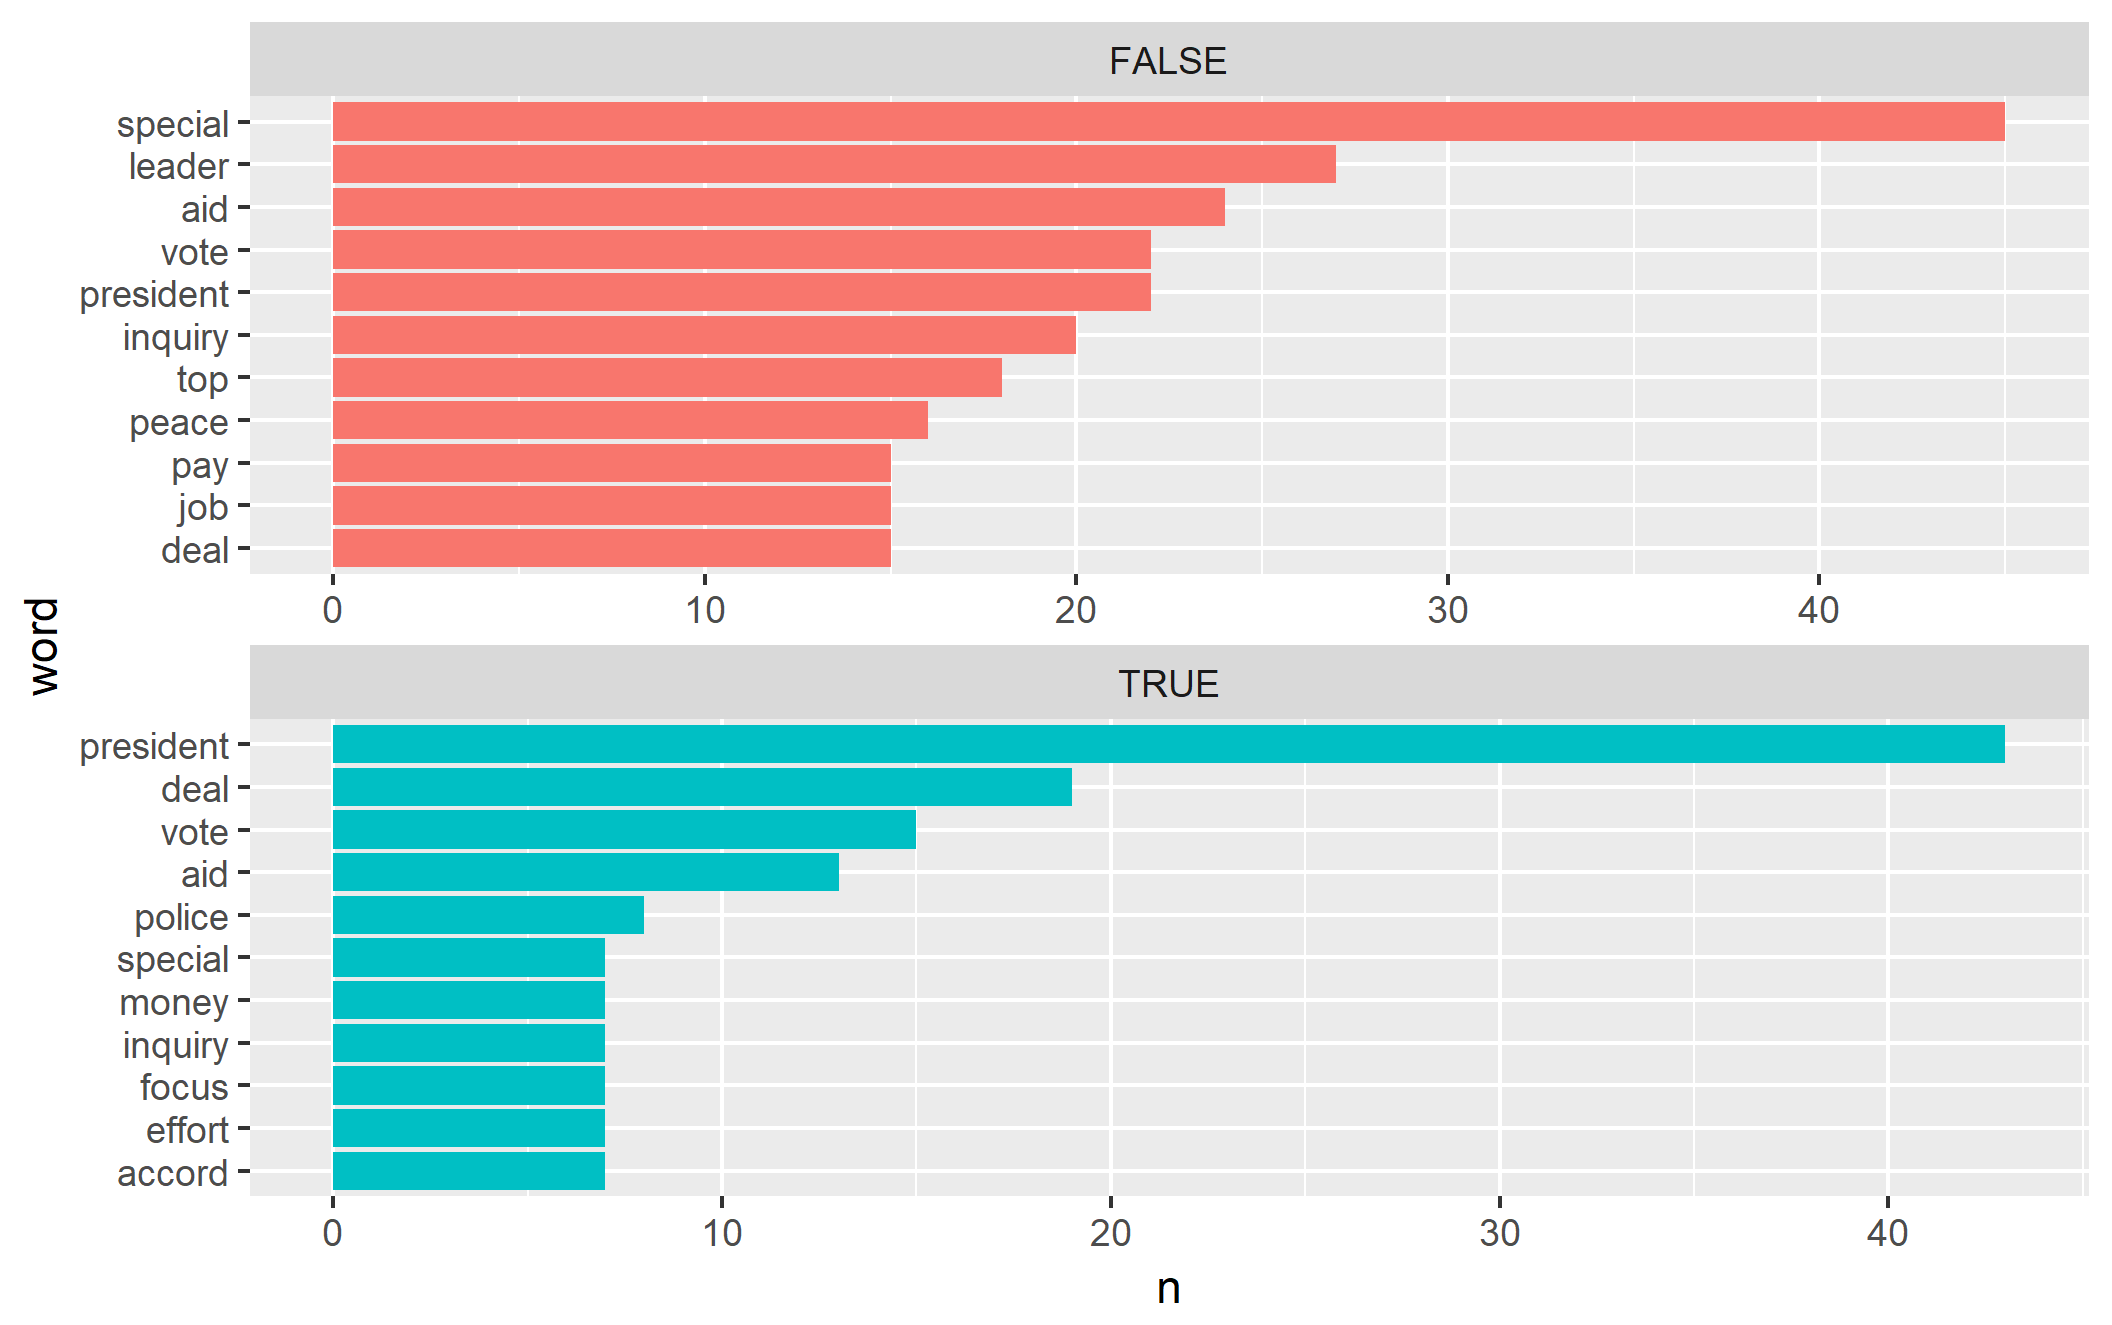 FALSE
special
leader
aid
vote
president
inquiry
top
peace
pay
job
deal
0 10 20 30 40
word
TRUE
president
deal
vote
aid
police
special
money
inquiry
focus
effort
accord
0 10 20 30 40
n